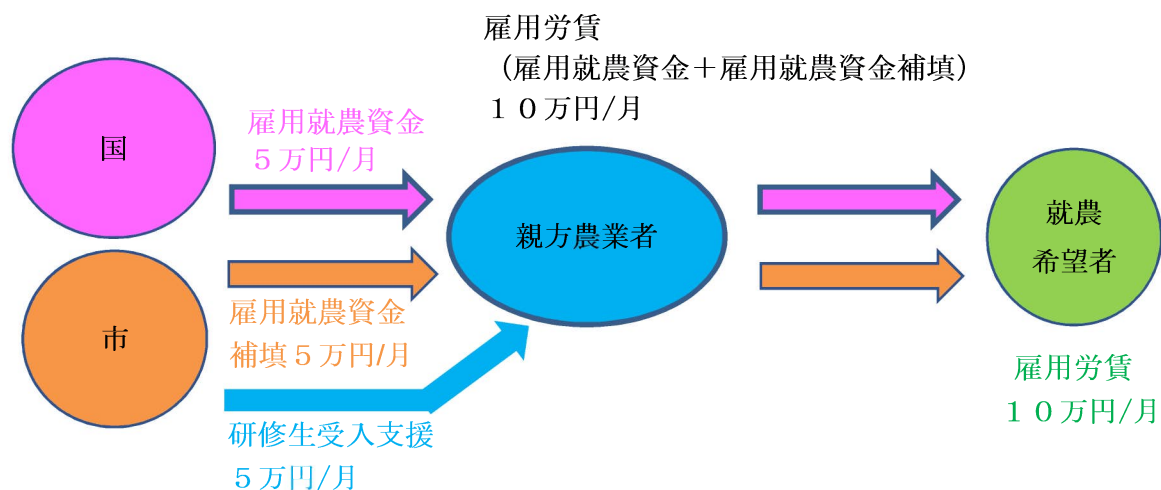 雇用労賃
（雇用就農資金＋雇用就農資金補填）
１０万円/月
国
雇用就農資金
５万円/月
親方農業者
就農
希望者
市
雇用就農資金
補填５万円/月
研修生受入支援
５万円/月
雇用労賃
１０万円/月